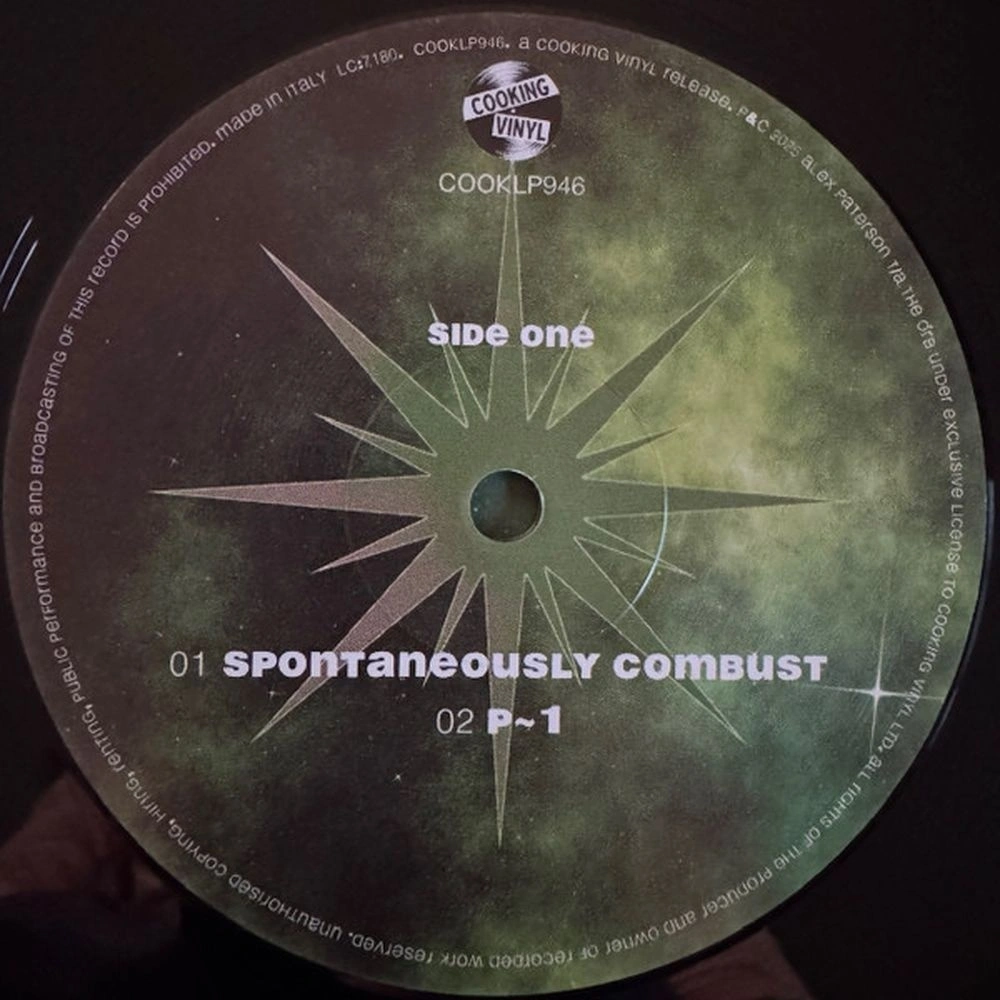 COOKING
VINYL
COOKLP946
SIDE one
01 SPONTaneOUSLY COMBUST
02 P~1
made in ITALY LC:7180. COOKLP946. a COOKING VINYL release. P&C 2025 aLex Paterson T/a THe orB under exclusive License to COOKING VINYL LTD. aLL rights of the Producer and owner of recorded work reserved. unauthorised copying, Hiring, renting, PUBLIC Performance and Broadcasting of this record is Prohibited.